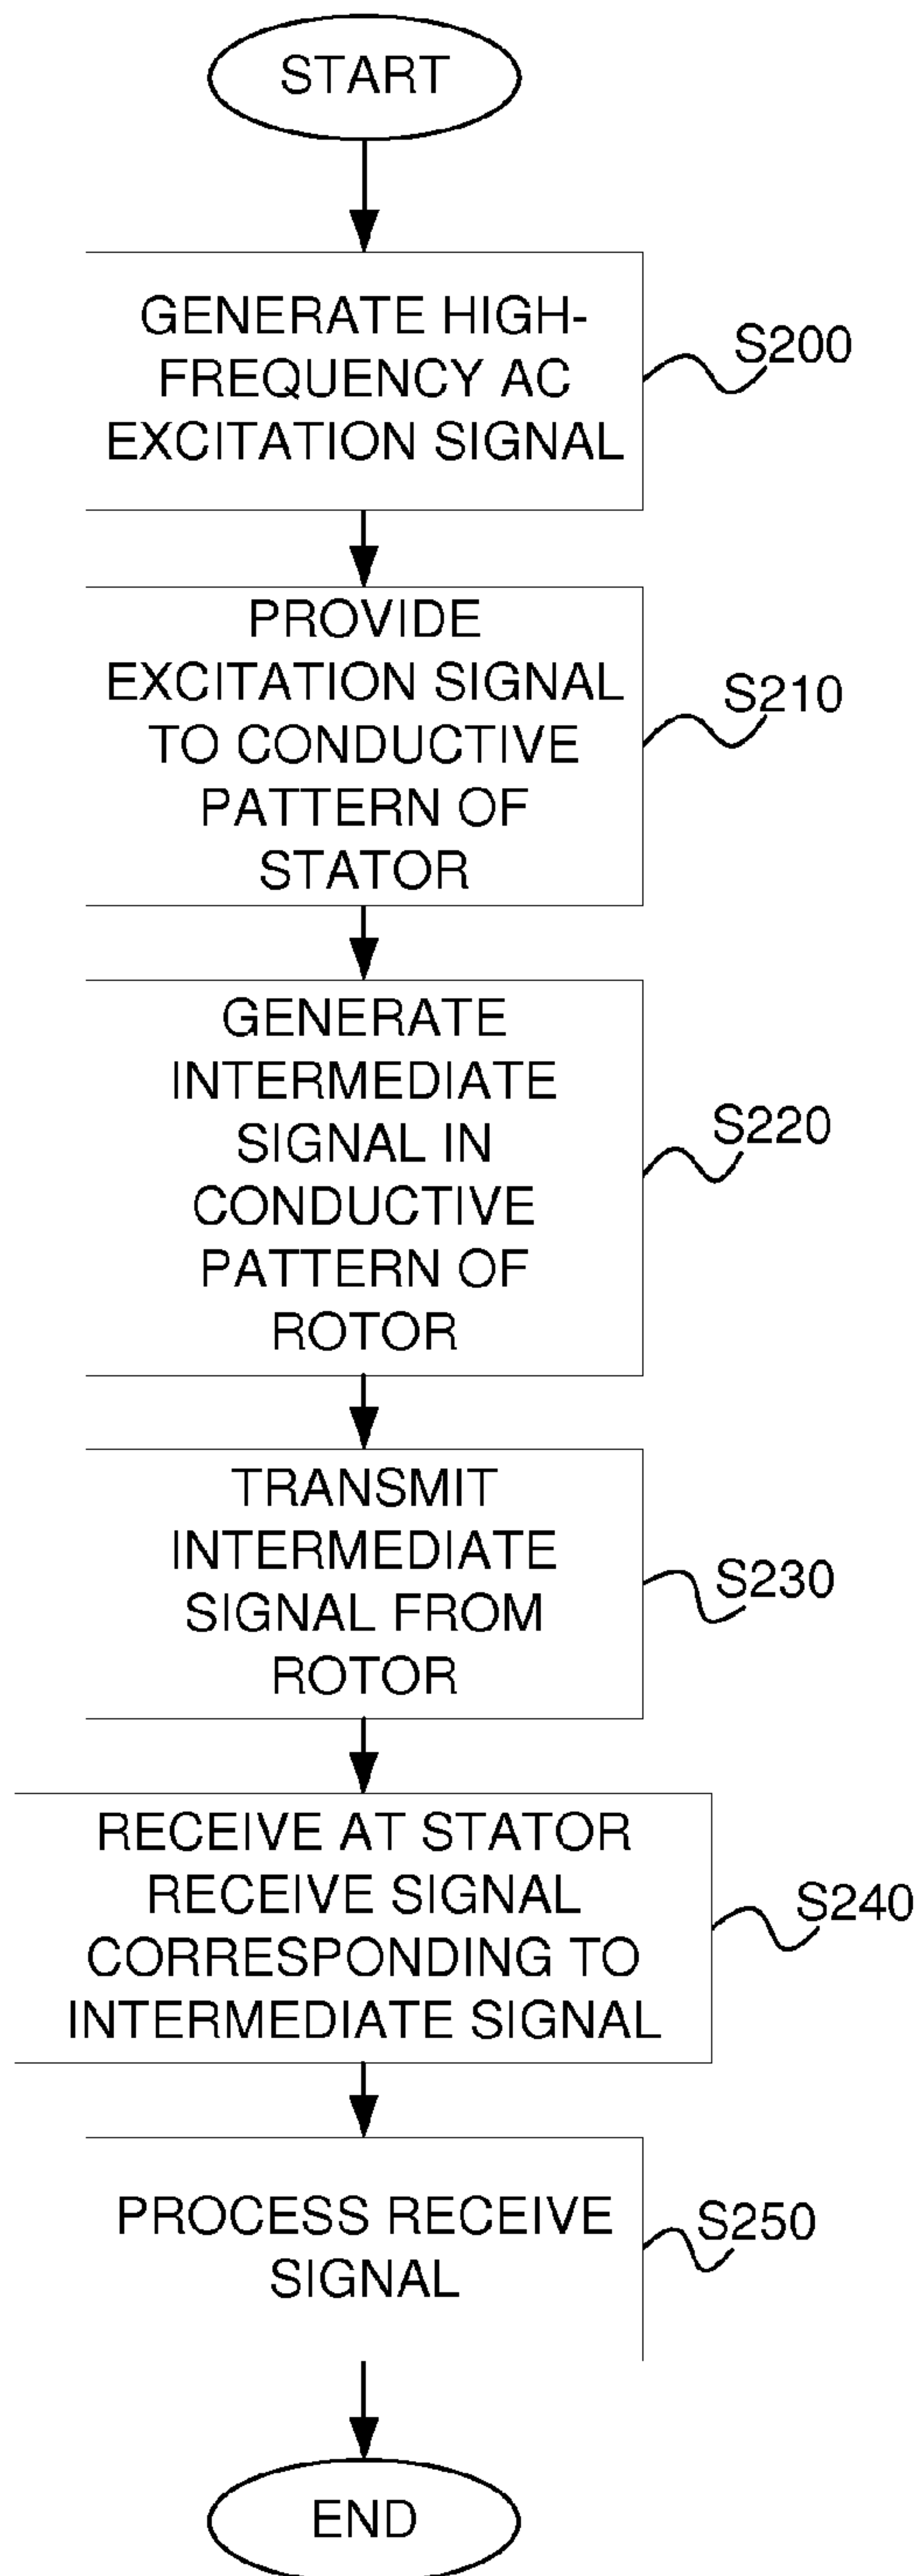 START
GENERATE HIGH-
FREQUENCY AC
EXCITATION SIGNAL
S200
PROVIDE
EXCITATION SIGNAL
TO CONDUCTIVE
PATTERN OF
STATOR
S210
GENERATE
INTERMEDIATE
SIGNAL IN
CONDUCTIVE
PATTERN OF
ROTOR
S220
TRANSMIT
INTERMEDIATE
SIGNAL FROM
ROTOR
S230
RECEIVE AT STATOR
RECEIVE SIGNAL
CORRESPONDING TO
INTERMEDIATE SIGNAL
S240
PROCESS RECEIVE
SIGNAL
S250
END